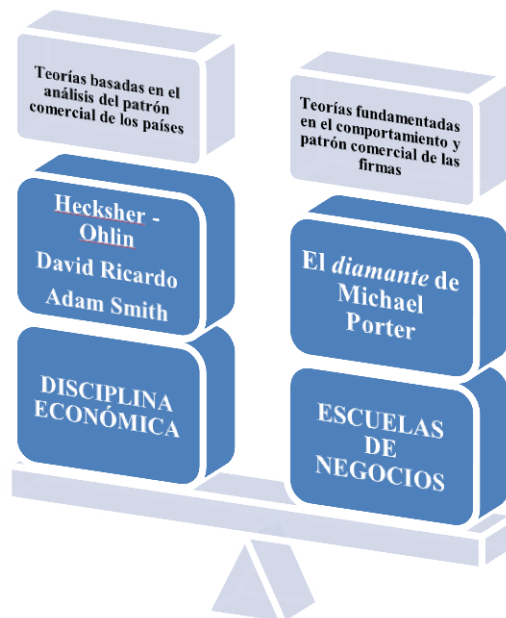 Teorías basadas en el
análisis del patrón
comercial de los países
Hecksher -
Ohlin
David Ricardo
Adam Smith
DISCIPLINA
ECONÓMICA
Teorías fundamentadas
en el comportamiento y
patrón comercial de las
firmas
El diamante de
Michael
Porter
ESCUELAS
DE
NEGOCIOS